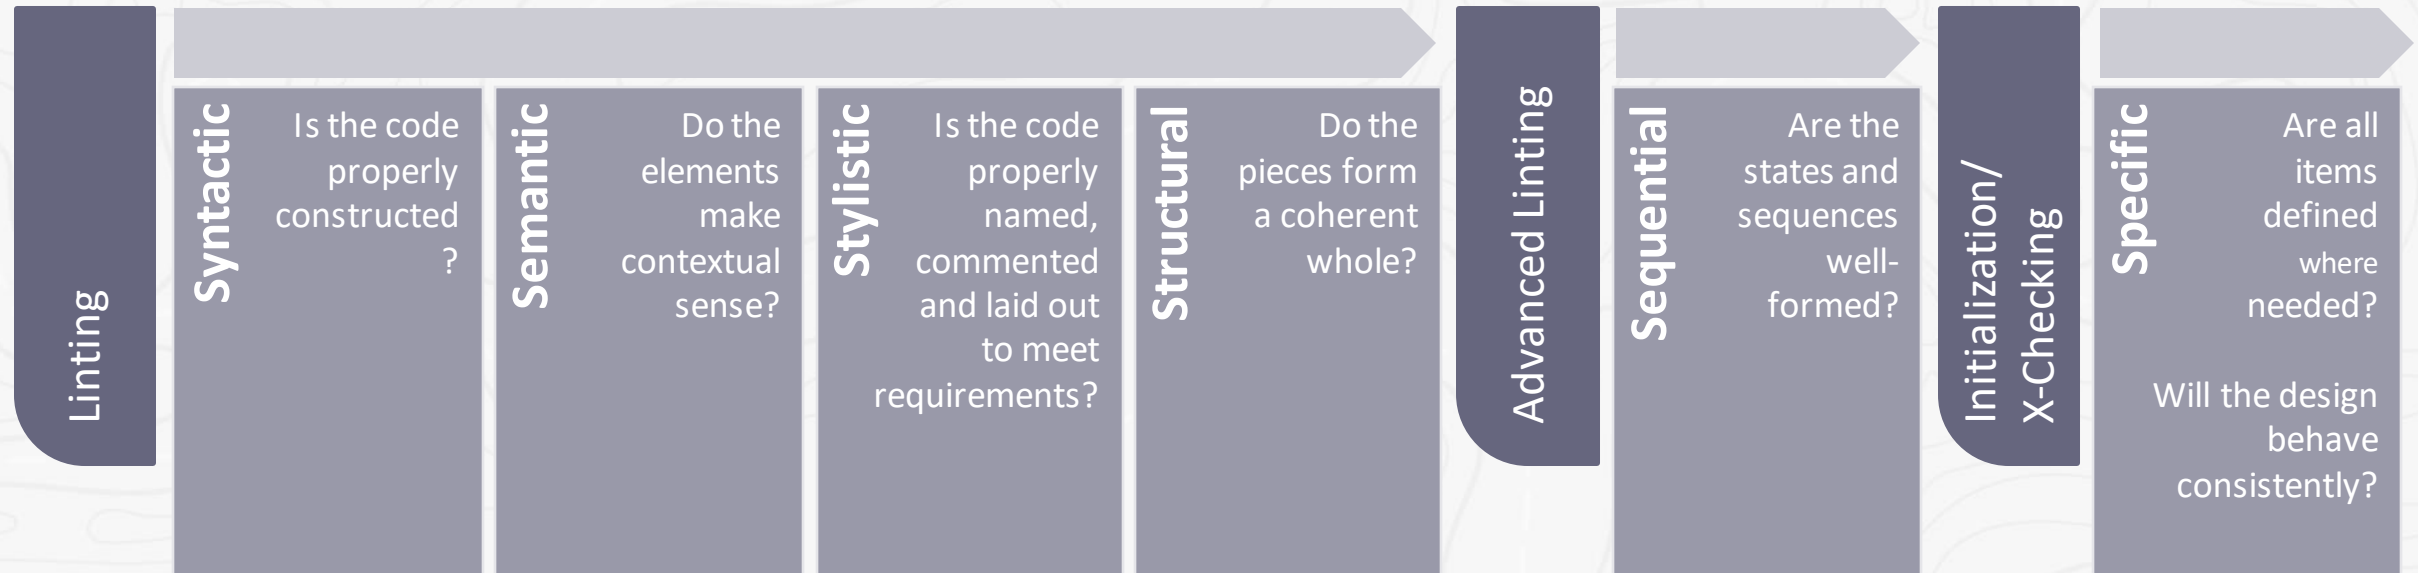 Linting
Syntactic
Is the code
properly
constructed
?
Semantic
Do the
elements
make
contextual
sense?
Stylistic
Is the code
properly
named,
commented
and laid out
to meet
requirements?
Structural
Do the
pieces form
a coherent
whole?
Advanced Linting
Sequential
Are the
states and
sequences
well-
formed?
Initialization/
X-Checking
Specific
Are all
items
defined
where
needed?
Will the design
behave
consistently?